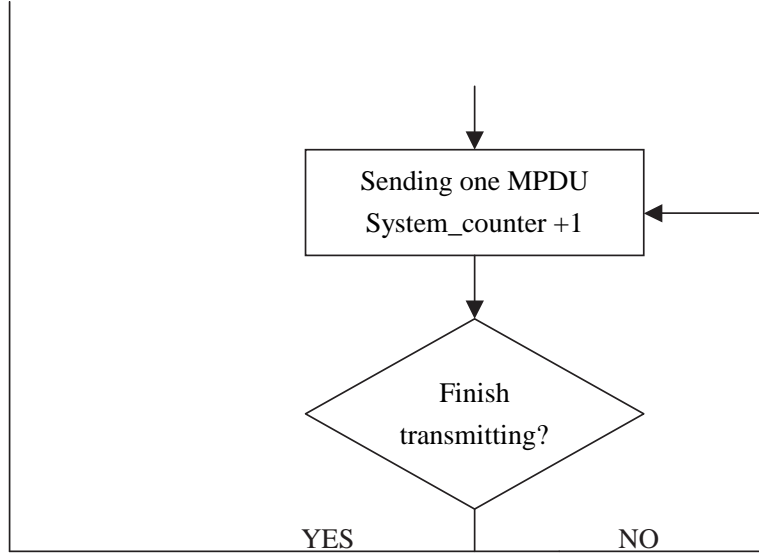 Sending one MPDU
System_counter +1
Finish
transmitting?
YES
NO